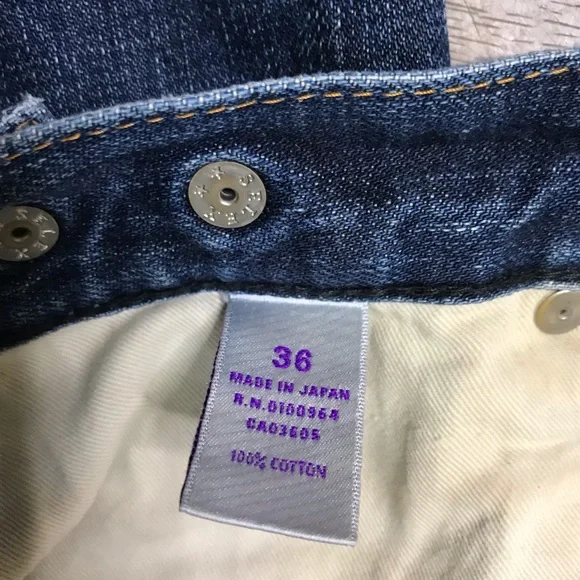 36
MADE IN JAPAN
R.N.0100964
CA03605
100% COTTON